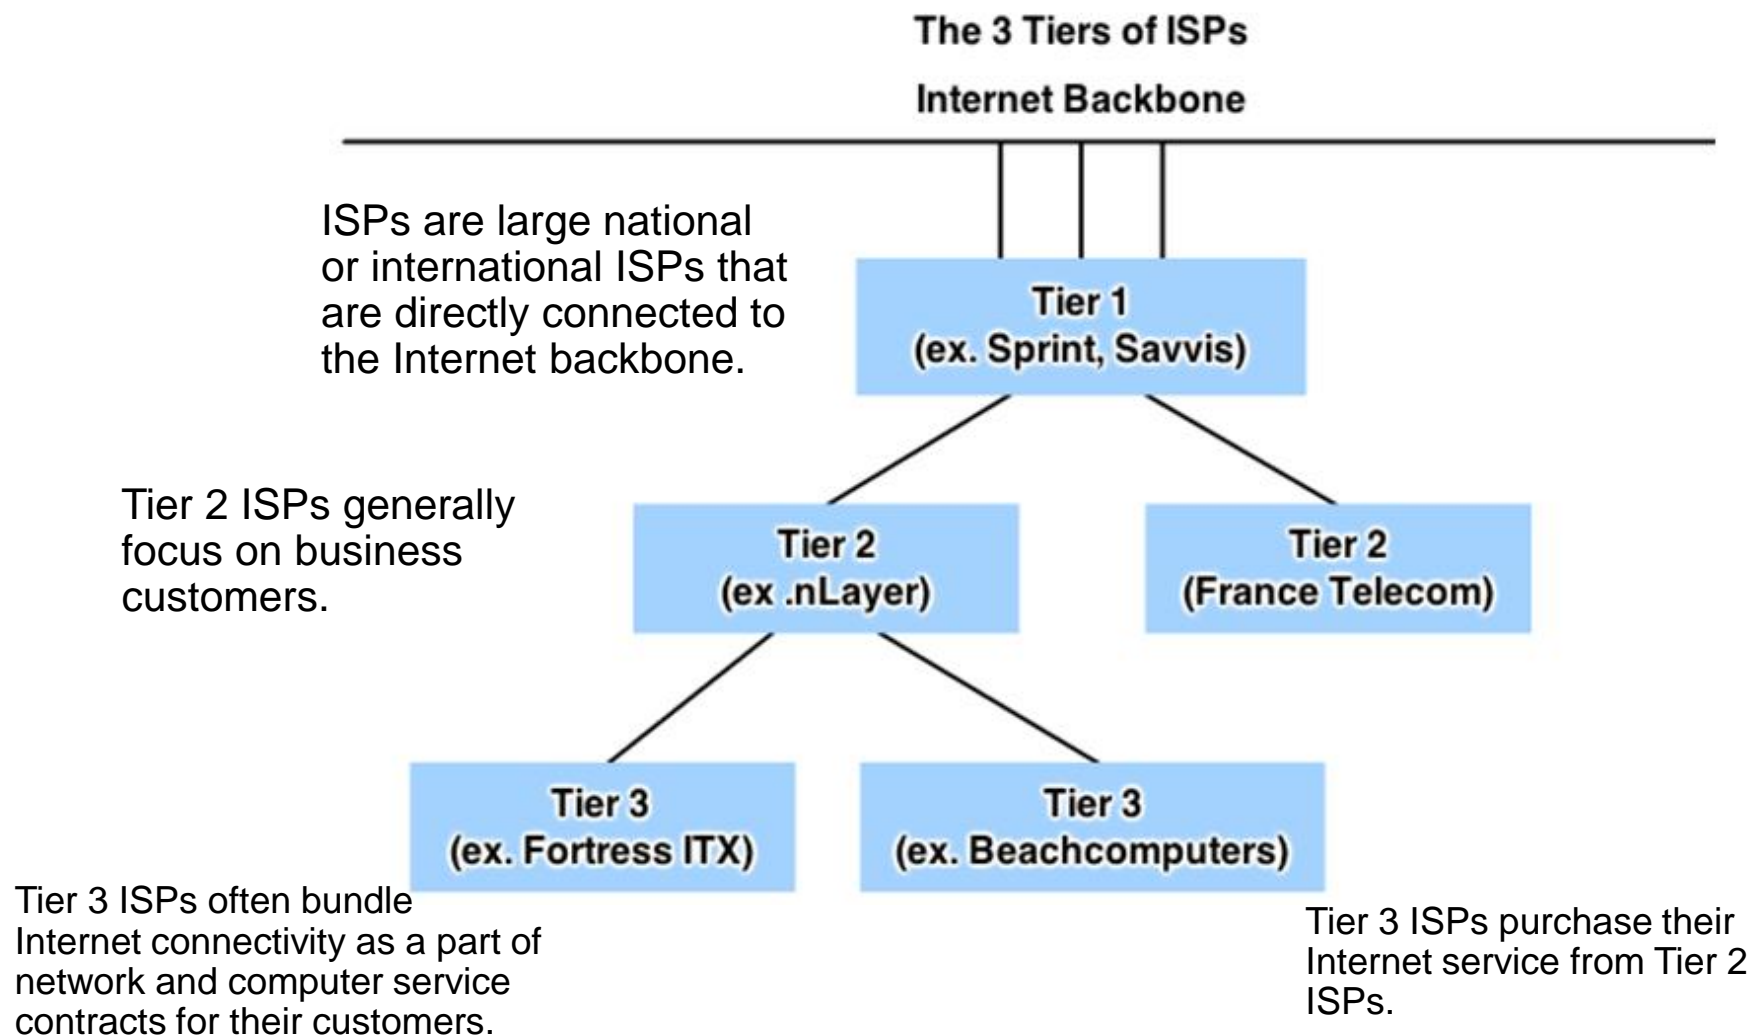 The 3 Tiers of ISPs
Internet Backbone
ISPs are large national
or international ISPs that
are directly connected to
the Internet backbone.
Tier 1
(ex. Sprint, Savvis)
Tier 2 ISPs generally
focus on business
customers.
Tier 2
(ex .nLayer)
Tier 2
(France Telecom)
Tier 3
(ex. Fortress ITX)
Tier 3
(ex. Beachcomputers)
Tier 3 ISPs often bundle
Internet connectivity as a part of
network and computer service
contracts for their customers.
Tier 3 ISPs purchase their
Internet service from Tier 2
ISPs.